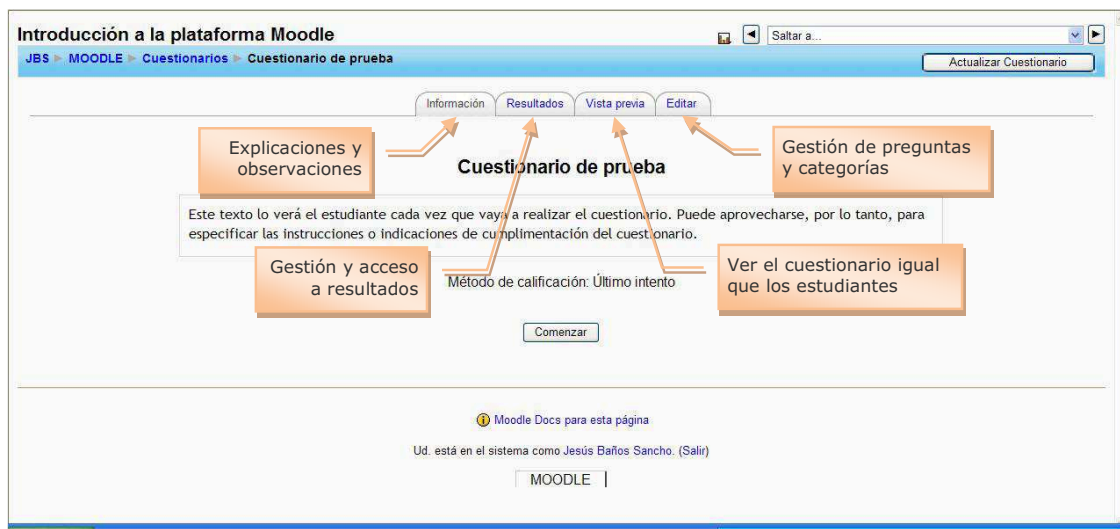 Introducción a la plataforma Moodle
Saltar a...
JBS ► MOODLE ► Cuestionarios ► Cuestionario de prueba
Actualizar Cuestionario
Información Resultados Vista previa Editar
Explicaciones y
observaciones
Gestión de preguntas
y categorías
Cuestionario de prueba
Este texto lo verá el estudiante cada vez que vaya a realizar el cuestionario. Puede aprovecharse, por lo tanto, para
especificar las instrucciones o indicaciones de cumplimentación del cuestionario.
Gestión y acceso
a resultados
Ver el cuestionario igual
que los estudiantes
Método de calificación: Último intento
Comenzar
Moodle Docs para esta página
Ud. está en el sistema como Jesús Baños Sancho. (Salir)
MOODLE